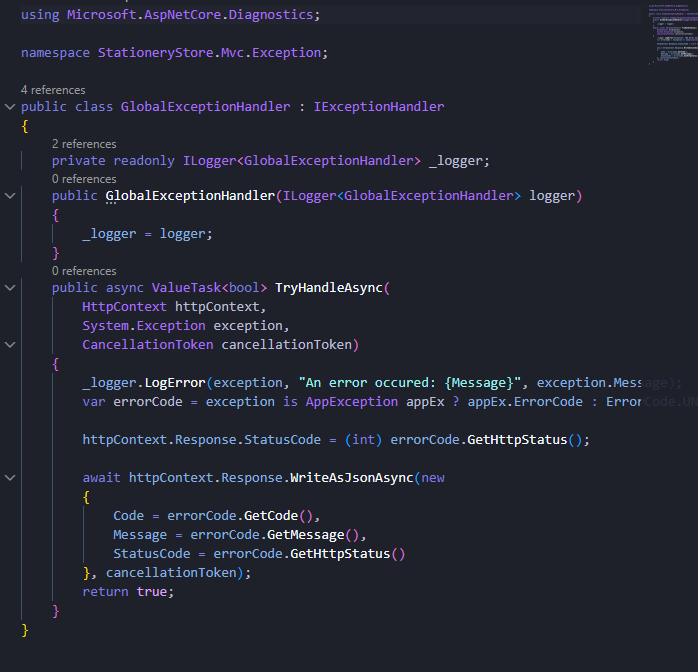 using Microsoft.AspNetCore.Diagnostics;
namespace StationeryStore.Mvc.Exception;
4 references
public class GlobalExceptionHandler : IExceptionHandler
{
2 references
private readonly ILogger<GlobalExceptionHandler> _logger;
0 references
public GlobalExceptionHandler(ILogger<GlobalExceptionHandler> logger)
{
_logger = logger;
}
0 references
public async ValueTask<bool> TryHandleAsync(
HttpContext httpContext,
System.Exception exception,
CancellationToken cancellationToken)
{
_logger.LogError(exception, "An error occured: {Message}", exception.Message);
var errorCode = exception is AppException appEx ? appEx.ErrorCode : ErrorCode.UN
httpContext.Response.StatusCode = (int) errorCode.GetHttpStatus();
await httpContext.Response.WriteAsJsonAsync(new
{
Code = errorCode.GetCode(),
Message = errorCode.GetMessage(),
StatusCode = errorCode.GetHttpStatus()
}, cancellationToken);
return true;
}
}